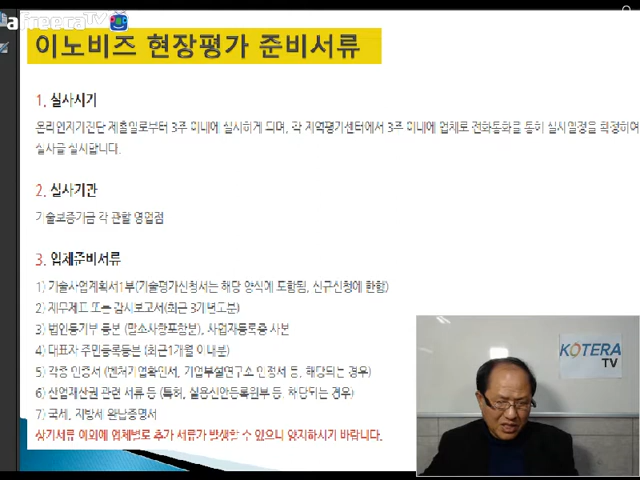 afreecaTV
이노비즈 현장평가 준비서류
1. 실사시기
온라인자기진단 제출일로부터 3주 이내에 실시하게 되며, 각 지역평가센터에서 3주 이내에 업체로 전화통화를 통히 실시일정을 확정하여
실사를 실시합니다.
2. 실사기관
기술보증기금 각 관할 영업점
3. 업체준비서류
1) 기술사업계획서1부(기술평가신청서는 해당 양식에 포함됨, 신규신청에 한함)
2) 재무제표 또는 감사보고서(최근 3개년도분)
3) 법인등기부 등본 (말소사항포함분), 사업자등록증 사본
4) 대표자 주민등록등본 (최근1개월 이내분)
5) 각종 인증서 (벤처기업확인서, 기업부설연구소 인정서 등, 해당되는 경우)
6) 산업재산권 관련 서류 등 (특허, 실용신안등록원부 등. 해당되는 경우)
7) 국세, 지방세 완납증명서
상기서류 이외에 업체별로 추가 서류가 발생할 수 있으니 양지하시기 바랍니다.
KOTERA
TV